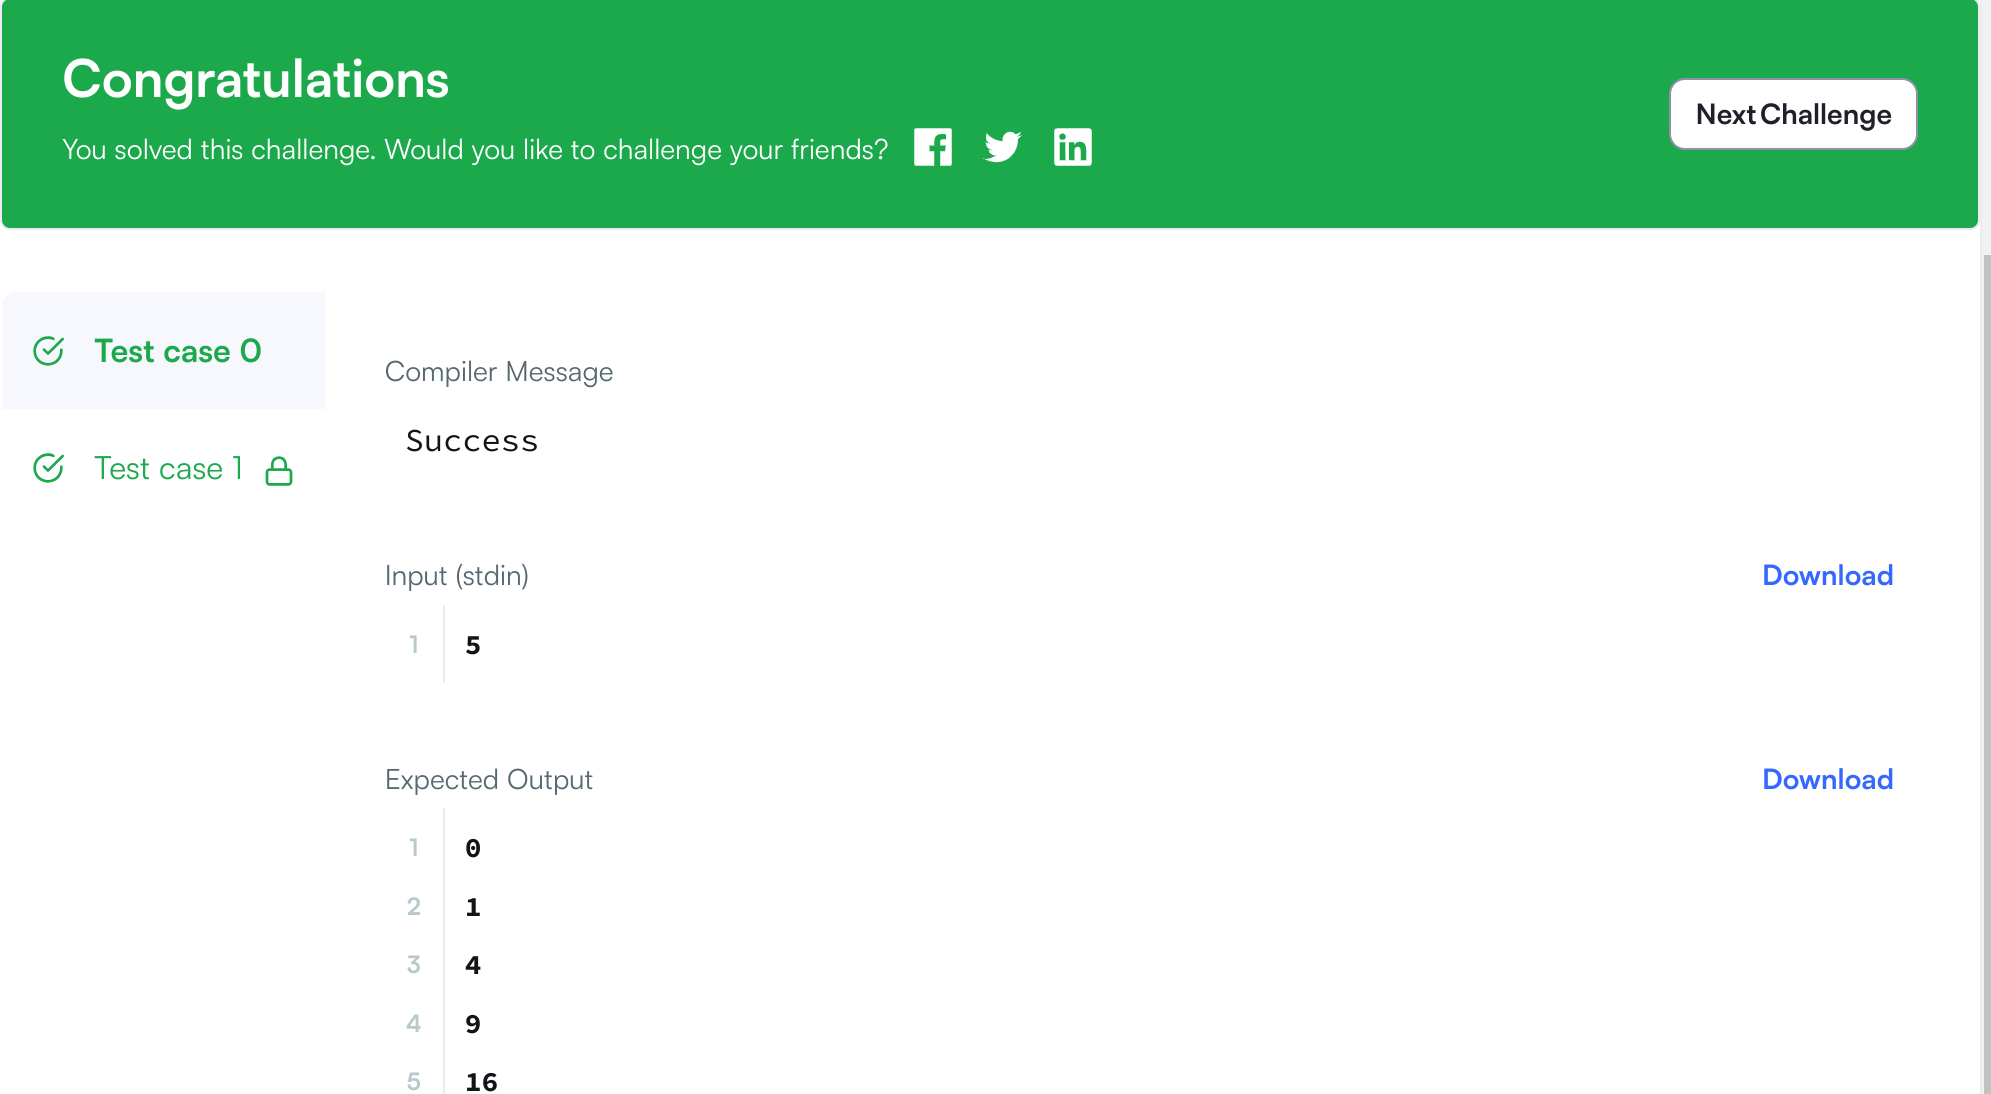 Congratulations
You solved this challenge. Would you like to challenge your friends?
Next Challenge
Test case 0
Test case 1
Compiler Message
Success
Input (stdin)
Download
1 5
Expected Output
Download
1 0
2 1
3 4
4 9
5 16